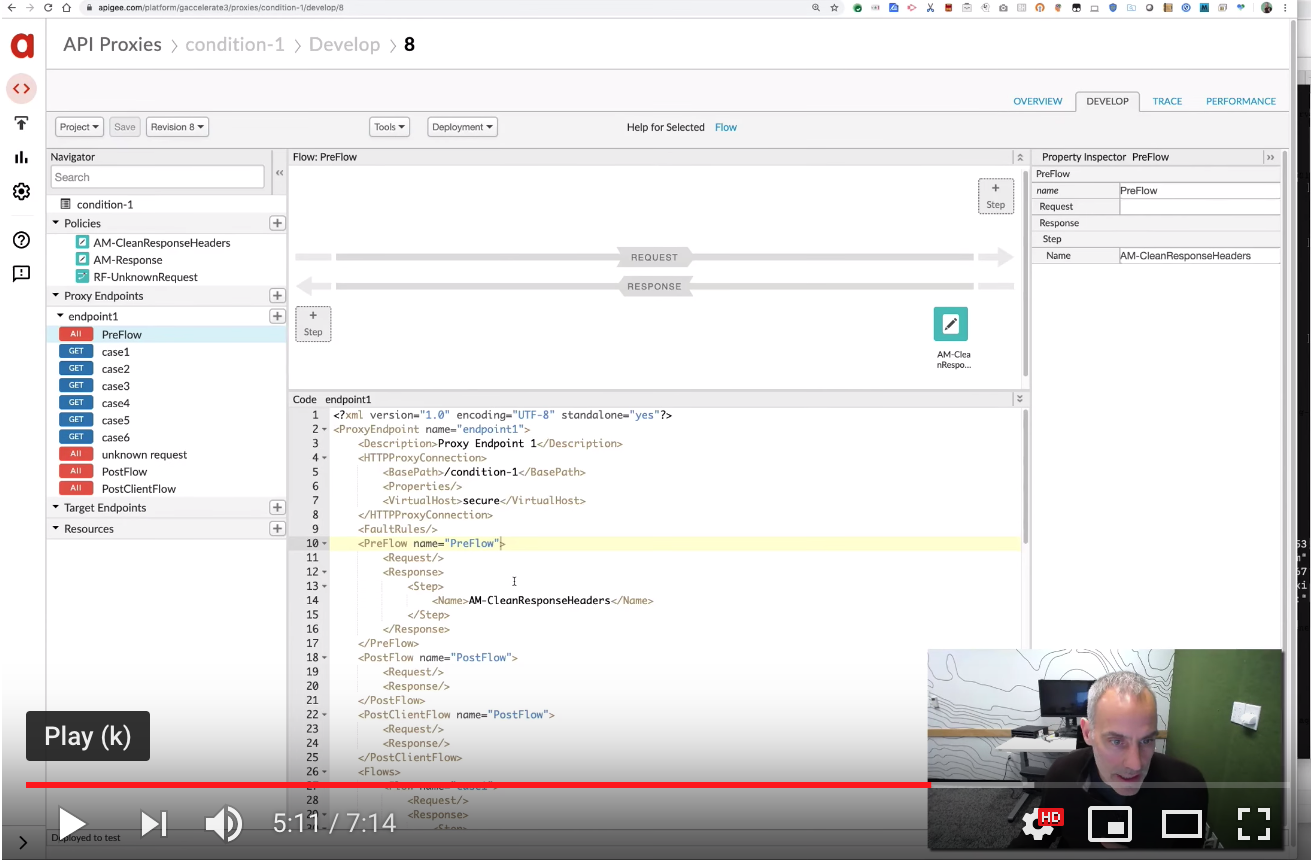 apigee.com/platform/gaccelerate3/proxies/condition-1/develop/8
a
API Proxies > condition-1 > Develop > 8
OVERVIEW DEVELOP TRACE PERFORMANCE
Project Save Revision 8 Tools Deployment Help for Selected Flow
Navigator
Search
condition-1
Policies
AM-CleanResponseHeaders
AM-Response
RF-UnknownRequest
Proxy Endpoints
endpoint1
All PreFlow
GET case1
GET case2
GET case3
GET case4
GET case5
GET case6
All unknown request
All PostFlow
All PostClientFlow
Target Endpoints
Resources
Flow: PreFlow
+
Step
REQUEST
RESPONSE
+
Step
AM-Clea
nRespo...
Property Inspector PreFlow
PreFlow
name PreFlow
Request
Response
Step
Name AM-CleanResponseHeaders
Code endpoint1
1 <?xml version="1.0" encoding="UTF-8" standalone="yes"?>
2 <ProxyEndpoint name="endpoint1">
3 <Description>Proxy Endpoint 1</Description>
4 <HTTPProxyConnection>
5 <BasePath>/condition-1</BasePath>
6 <Properties/>
7 <VirtualHost>secure</VirtualHost>
8 </HTTPProxyConnection>
9 <FaultRules/>
10 <PreFlow name="PreFlow">
11 <Request/>
12 <Response>
13 <Step>
14 <Name>AM-CleanResponseHeaders</Name>
15 </Step>
16 </Response>
17 </PreFlow>
18 <PostFlow name="PostFlow">
19 <Request/>
20 <Response/>
21 </PostFlow>
22 <PostClientFlow name="PostFlow">
23 <Request/>
24 <Response/>
25 </PostClientFlow>
26 <Flows>
28 <Request/>
29 <Response>
Play (k)
5:11 / 7:14
HD